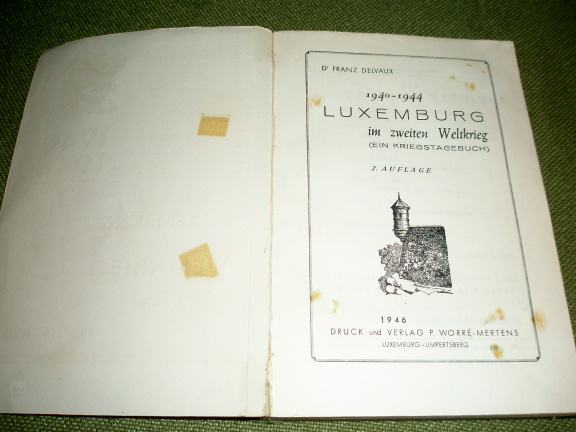 Dr FRANZ DELVAUX
1940-1944
LUXEMBURG
im zweiten Weltkrieg
(EIN KRIEGSTAGEBUCH)
2. AUFLAGE
1946
DRUCK und VERLAG P. WORRÉ-MERTENS
LUXEMBURG-LIMPERTSBERG